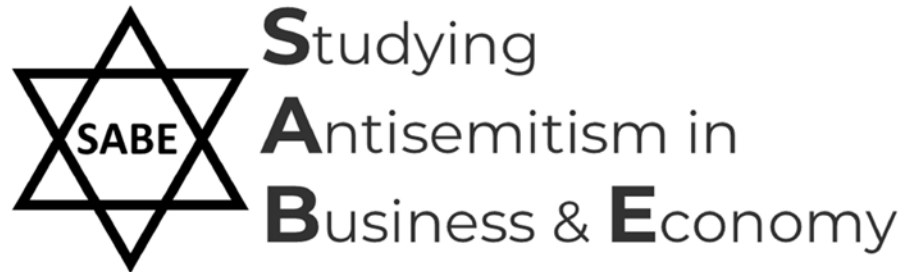 SABE
Studying
Antisemitism in
Business & Economy